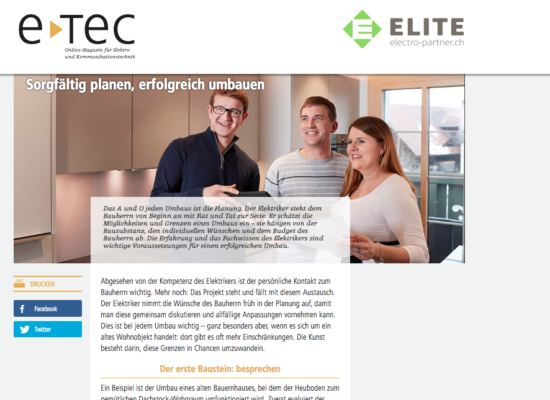 e▸TEC
Online-Magazin für Elektro-
und Kommunikationstechnik
E ELITE
electro-partner.ch
Sorgfältig planen, erfolgreich umbauen
Das A und O jeden Umbaus ist die Planung. Der Elektriker steht dem
Bauherrn von Beginn an mit Rat und Tat zur Seite. Er schätzt die
Möglichkeiten und Grenzen eines Umbaus ein – sie hängen von der
Bausubstanz, den individuellen Wünschen und dem Budget des
Bauherrn ab. Die Erfahrung und das Fachwissen des Elektrikers sind
wichtige Voraussetzungen für einen erfolgreichen Umbau.
DRUCKEN
Facebook
Twitter
Abgesehen von der Kompetenz des Elektrikers ist der persönliche Kontakt zum
Bauherrn wichtig. Mehr noch: Das Projekt steht und fällt mit diesem Austausch.
Der Elektriker nimmt die Wünsche des Bauherrn früh in der Planung auf, damit
man diese gemeinsam diskutieren und allfällige Anpassungen vornehmen kann.
Dies ist bei jedem Umbau wichtig – ganz besonders aber, wenn es sich um ein
altes Wohnobjekt handelt: dort gibt es oft mehr Einschränkungen. Die Kunst
besteht darin, diese Grenzen in Chancen umzuwandeln.
Der erste Baustein: besprechen
Ein Beispiel ist der Umbau eines alten Bauernhauses, bei dem der Heuboden zum
gemütlichen Dachstock-Wohnraum umfunktioniert wird. Zuerst evaluiert der